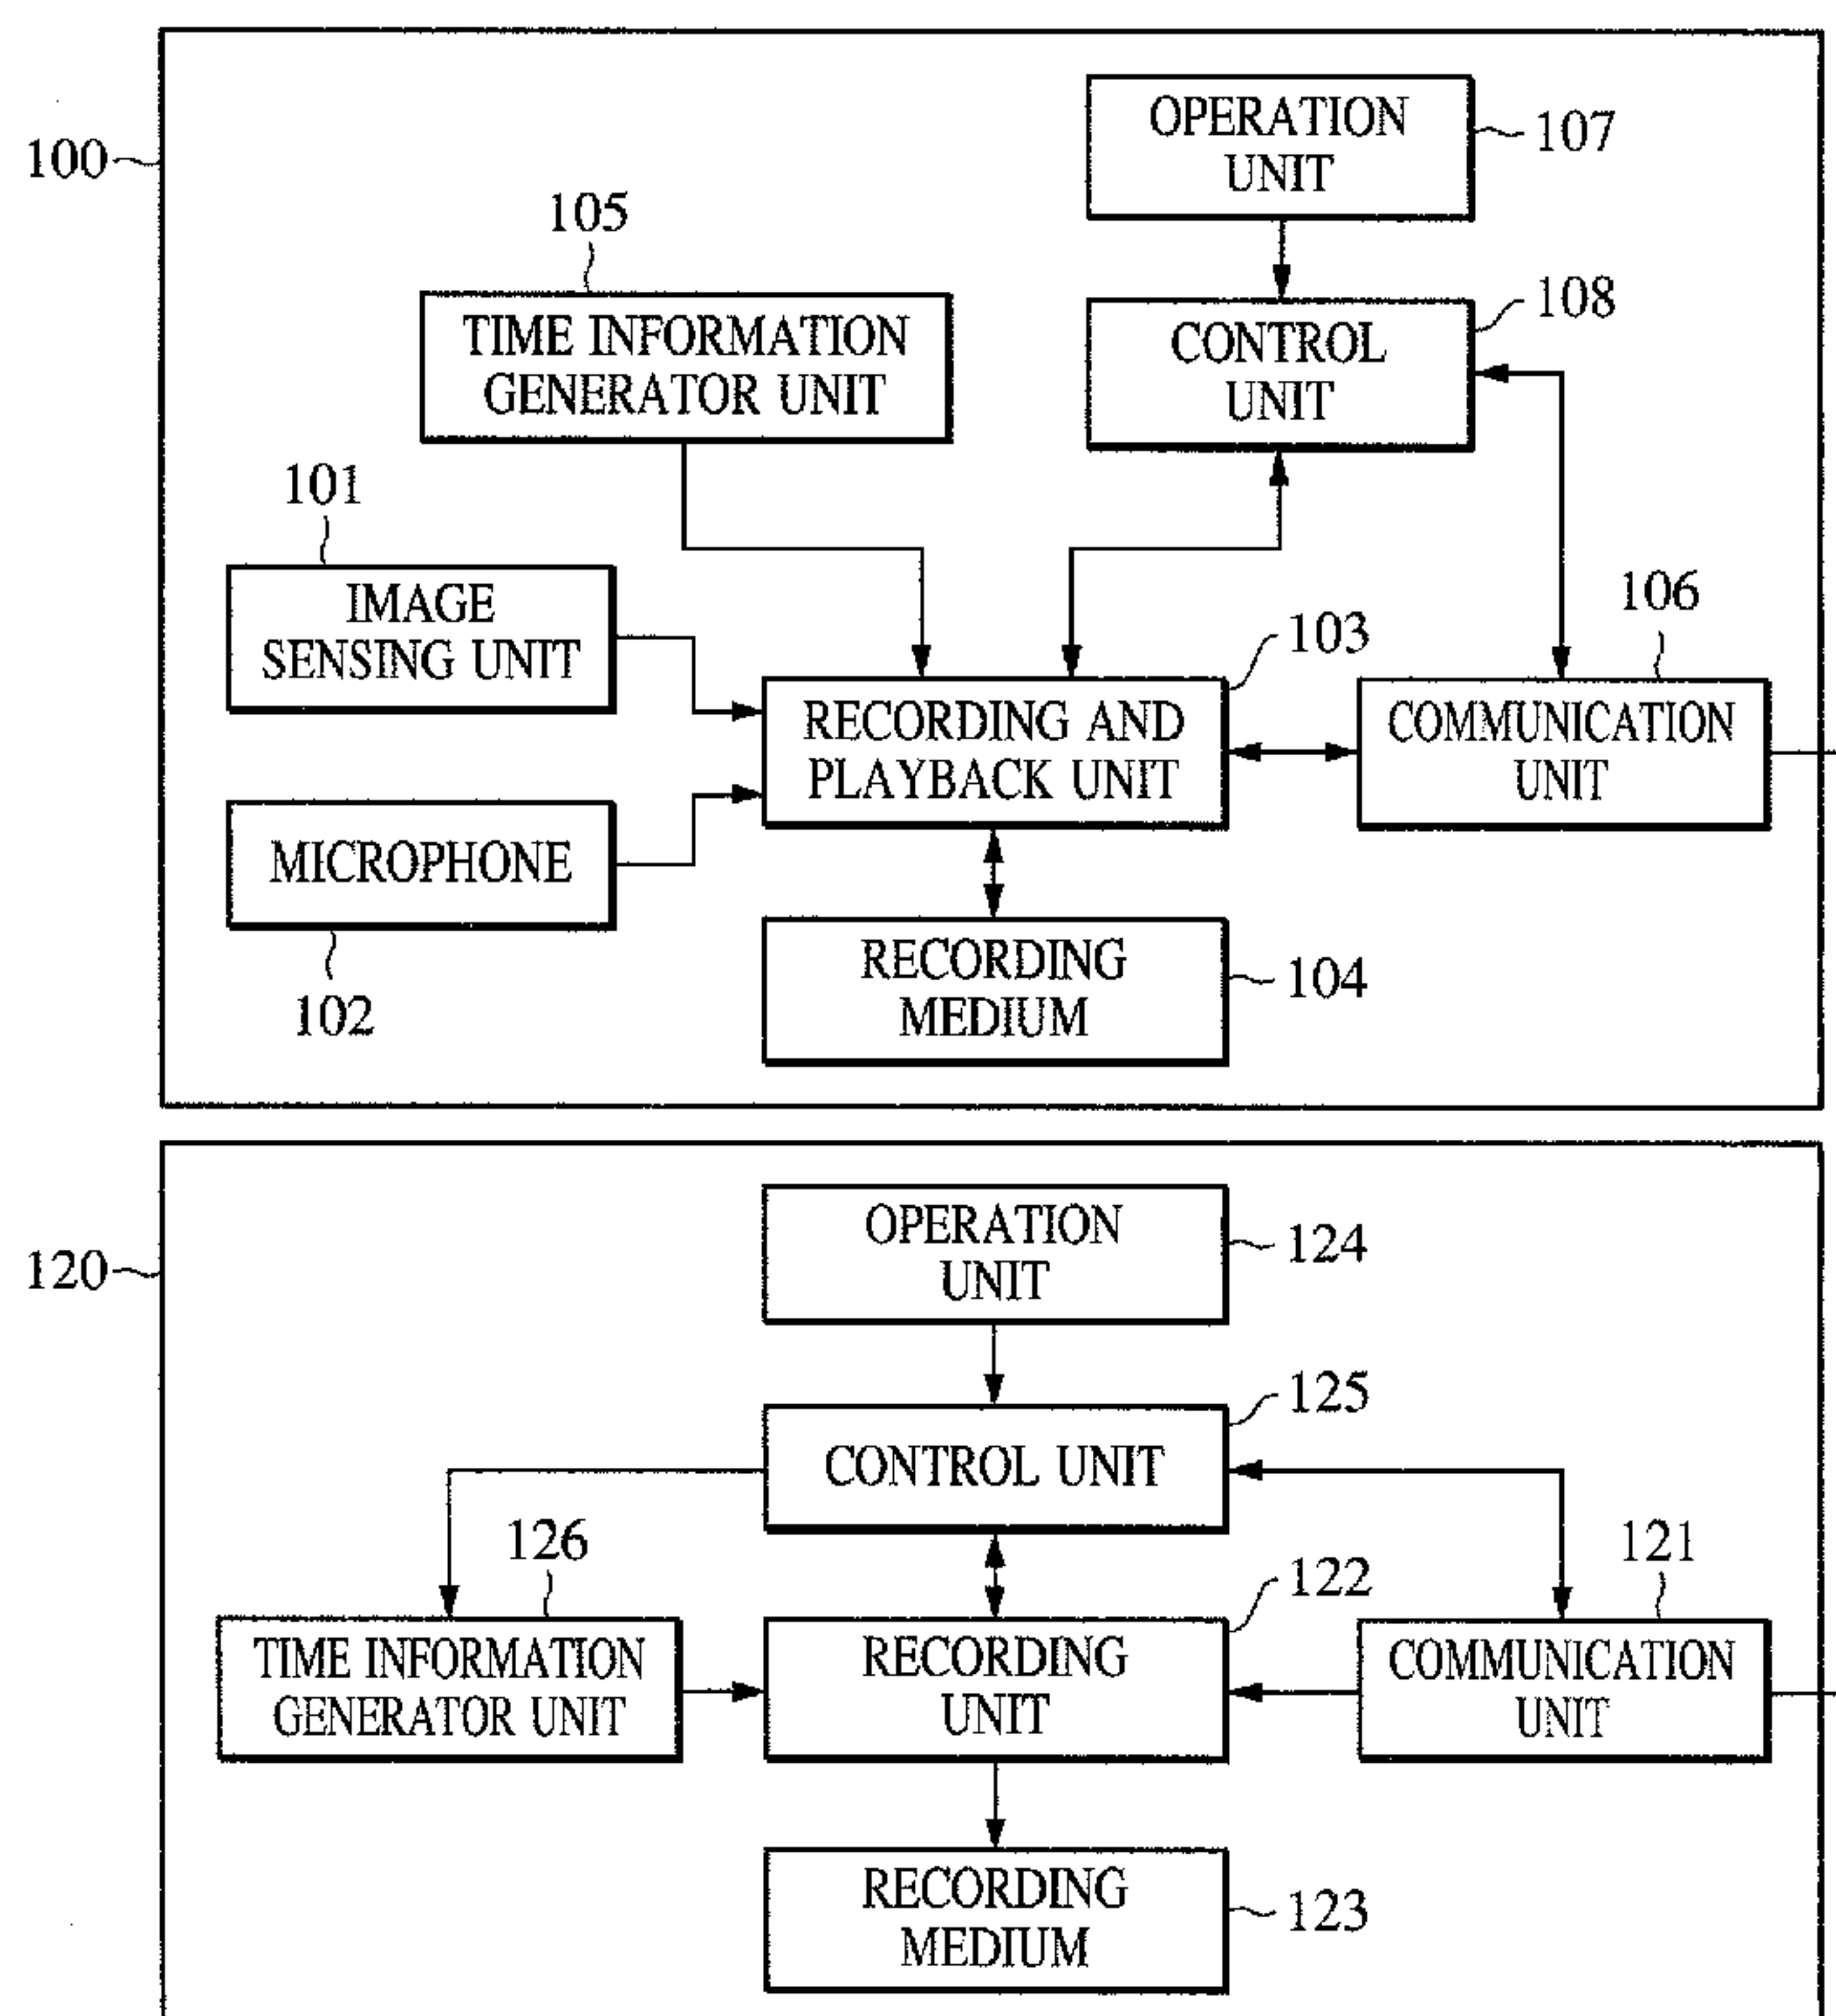 100
OPERATION
UNIT
107
105
TIME INFORMATION
GENERATOR UNIT
CONTROL
UNIT
108
101
IMAGE
SENSING UNIT
103
106
RECORDING AND
PLAYBACK UNIT
COMMUNICATION
UNIT
MICROPHONE
102
RECORDING
MEDIUM
104
120
OPERATION
UNIT
124
125
CONTROL UNIT
126
122
121
TIME INFORMATION
GENERATOR UNIT
RECORDING
UNIT
COMMUNICATION
UNIT
RECORDING
MEDIUM
123